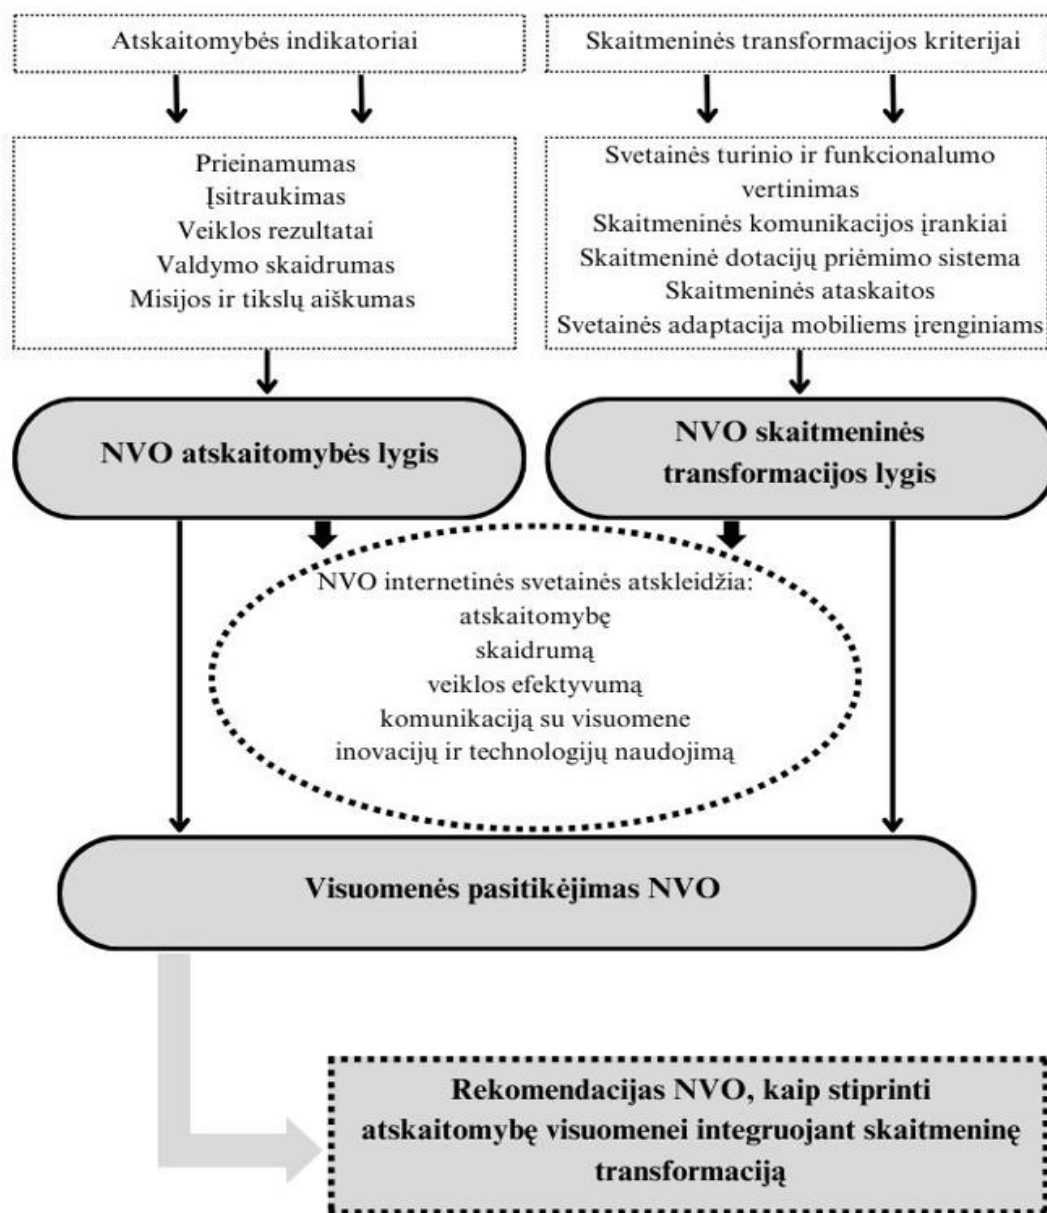 Atskaitomybės indikatoriai
Skaitmeninės transformacijos kriterijai
Prieinamumas
Įsitraukimas
Veiklos rezultatai
Valdymo skaidrumas
Misijos ir tikslų aiškumas
Svetainės turinio ir funkcionalumo
vertinimas
Skaitmeninės komunikacijos įrankiai
Skaitmeninė dotacijų priėmimo sistema
Skaitmeninės ataskaitos
Svetainės adaptacija mobiliems įrenginiams
NVO atskaitomybės lygis
NVO skaitmeninės
transformacijos lygis
NVO internetinės svetainės atskleidžia:
atskaitomybę
skaidrumą
veiklos efektyvumą
komunikaciją su visuomene
inovacijų ir technologijų naudojimą
Visuomenės pasitikėjimas NVO
Rekomendacijas NVO, kaip stiprinti
atskaitomybę visuomenei integruojant skaitmeninę
transformaciją